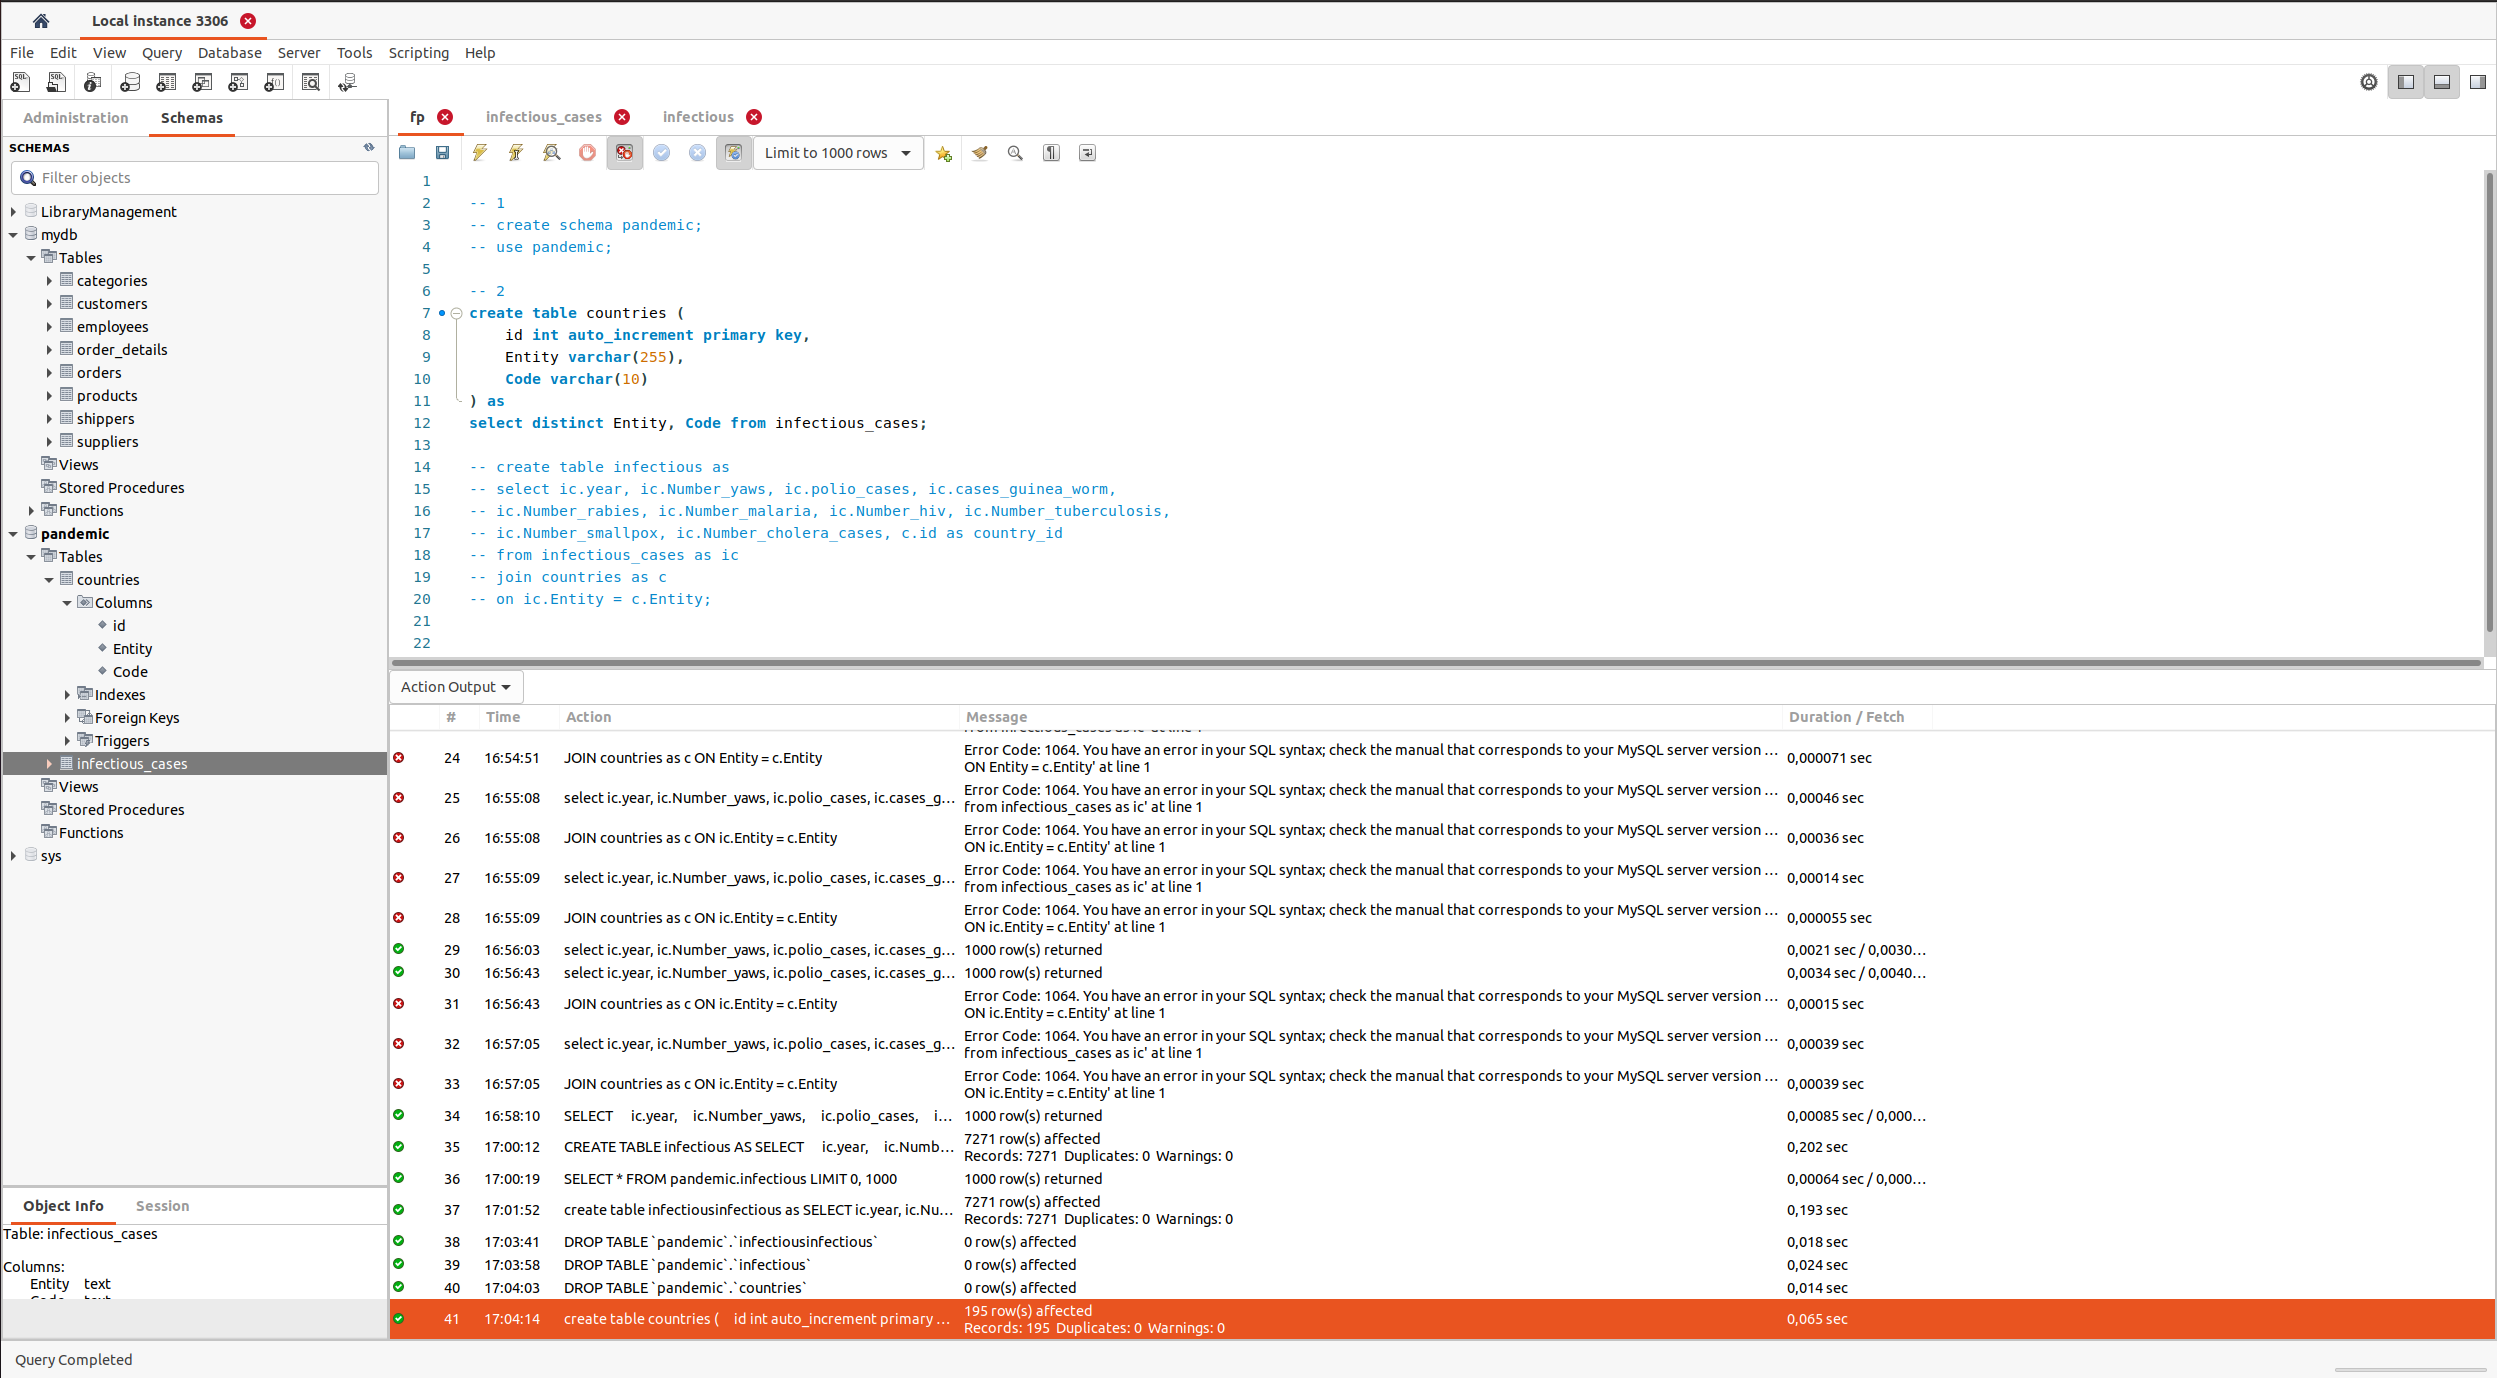 Local instance 3306
File Edit View Query Database Server Tools Scripting Help
Administration Schemas
SCHEMAS
Filter objects
LibraryManagement
mydb
Tables
categories
customers
employees
order_details
orders
products
shippers
suppliers
Views
Stored Procedures
Functions
pandemic
Tables
countries
Columns
id
Entity
Code
Indexes
Foreign Keys
Triggers
infectious_cases
Views
Stored Procedures
Functions
sys
Object Info Session
Table: infectious_cases
Columns:
Entity text
fp infectious_cases infectious
Limit to 1000 rows
1
2 -- 1
3 -- create schema pandemic;
4 -- use pandemic;
5
6 -- 2
7 create table countries (
8 id int auto_increment primary key,
9 Entity varchar(255),
10 Code varchar(10)
11 ) as
12 select distinct Entity, Code from infectious_cases;
13
14 -- create table infectious as
15 -- select ic.year, ic.Number_yaws, ic.polio_cases, ic.cases_guinea_worm,
16 -- ic.Number_rabies, ic.Number_malaria, ic.Number_hiv, ic.Number_tuberculosis,
17 -- ic.Number_smallpox, ic.Number_cholera_cases, c.id as country_id
18 -- from infectious_cases as ic
19 -- join countries as c
20 -- on ic.Entity = c.Entity;
21
22
Action Output
# Time Action Message Duration / Fetch
24 16:54:51 JOIN countries as c ON Entity = c.Entity Error Code: 1064. You have an error in your SQL syntax; check the manual that corresponds to your MySQL server version ... 0,000071 sec
ON Entity = c.Entity' at line 1
25 16:55:08 select ic.year, ic.Number_yaws, ic.polio_cases, ic.cases_g... Error Code: 1064. You have an error in your SQL syntax; check the manual that corresponds to your MySQL server version ... 0,00046 sec
from infectious_cases as ic' at line 1
26 16:55:08 JOIN countries as c ON ic.Entity = c.Entity Error Code: 1064. You have an error in your SQL syntax; check the manual that corresponds to your MySQL server version ... 0,00036 sec
ON ic.Entity = c.Entity' at line 1
27 16:55:09 select ic.year, ic.Number_yaws, ic.polio_cases, ic.cases_g... Error Code: 1064. You have an error in your SQL syntax; check the manual that corresponds to your MySQL server version ... 0,00014 sec
from infectious_cases as ic' at line 1
28 16:55:09 JOIN countries as c ON ic.Entity = c.Entity Error Code: 1064. You have an error in your SQL syntax; check the manual that corresponds to your MySQL server version ... 0,000055 sec
ON ic.Entity = c.Entity' at line 1
29 16:56:03 select ic.year, ic.Number_yaws, ic.polio_cases, ic.cases_g... 1000 row(s) returned 0,0021 sec / 0,0030...
30 16:56:43 select ic.year, ic.Number_yaws, ic.polio_cases, ic.cases_g... 1000 row(s) returned 0,0034 sec / 0,0040...
31 16:56:43 JOIN countries as c ON ic.Entity = c.Entity Error Code: 1064. You have an error in your SQL syntax; check the manual that corresponds to your MySQL server version ... 0,00015 sec
ON ic.Entity = c.Entity' at line 1
32 16:57:05 select ic.year, ic.Number_yaws, ic.polio_cases, ic.cases_g... Error Code: 1064. You have an error in your SQL syntax; check the manual that corresponds to your MySQL server version ... 0,00039 sec
from infectious_cases as ic' at line 1
33 16:57:05 JOIN countries as c ON ic.Entity = c.Entity Error Code: 1064. You have an error in your SQL syntax; check the manual that corresponds to your MySQL server version ... 0,00039 sec
ON ic.Entity = c.Entity' at line 1
34 16:58:10 SELECT ic.year, ic.Number_yaws, ic.polio_cases, i... 1000 row(s) returned 0,00085 sec / 0,000...
35 17:00:12 CREATE TABLE infectious AS SELECT ic.year, ic.Numb... 7271 row(s) affected 0,202 sec
Records: 7271 Duplicates: 0 Warnings: 0
36 17:00:19 SELECT * FROM pandemic.infectious LIMIT 0, 1000 1000 row(s) returned 0,00064 sec / 0,000...
37 17:01:52 create table infectiousinfectious as SELECT ic.year, ic.Nu... 7271 row(s) affected 0,193 sec
Records: 7271 Duplicates: 0 Warnings: 0
38 17:03:41 DROP TABLE `pandemic`.`infectiousinfectious` 0 row(s) affected 0,018 sec
39 17:03:58 DROP TABLE `pandemic`.`infectious` 0 row(s) affected 0,024 sec
40 17:04:03 DROP TABLE `pandemic`.`countries` 0 row(s) affected 0,014 sec
41 17:04:14 create table countries ( id int auto_increment primary ... 195 row(s) affected 0,065 sec
Records: 195 Duplicates: 0 Warnings: 0
Query Completed